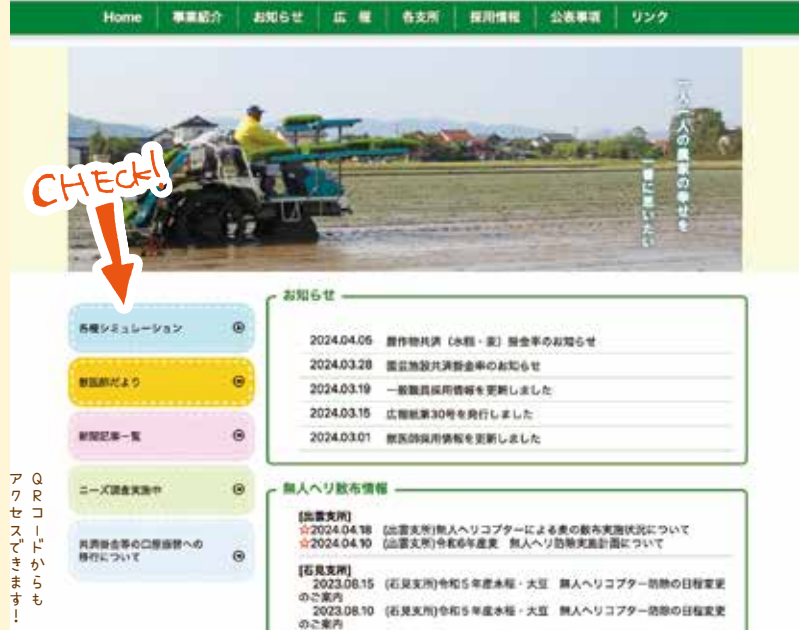 Home 事業紹介 お知らせ 広 報 各支所 採用情報 公表事項 リンク
一人一人の農家の幸せを
一番に思いたい
CHECK!
各種シミュレーション
獣医師だより
新聞記事一覧
ニーズ調査実施中
共済掛金等の口座振替への
移行について
お知らせ
2024.04.05 農作物共済（水稲・麦）掛金率のお知らせ
2024.03.28 園芸施設共済掛金率のお知らせ
2024.03.19 一般職員採用情報を更新しました
2024.03.15 広報紙第30号を発行しました
2024.03.01 獣医師採用情報を更新しました
無人ヘリ散布情報
[出雲支所]
☆2024.04.18 (出雲支所)無人ヘリコプターによる麦の散布実施状況について
☆2024.04.10 (出雲支所)令和6年産麦 無人ヘリ防除実施計画について
[石見支所]
2023.08.15 (石見支所)令和５年産水稲・大豆 無人ヘリコプター防除の日程変更
のご案内
2023.08.10 (石見支所)令和５年産水稲・大豆 無人ヘリコプター防除の日程変更
のご案内
QRコードからも
アクセスできます！